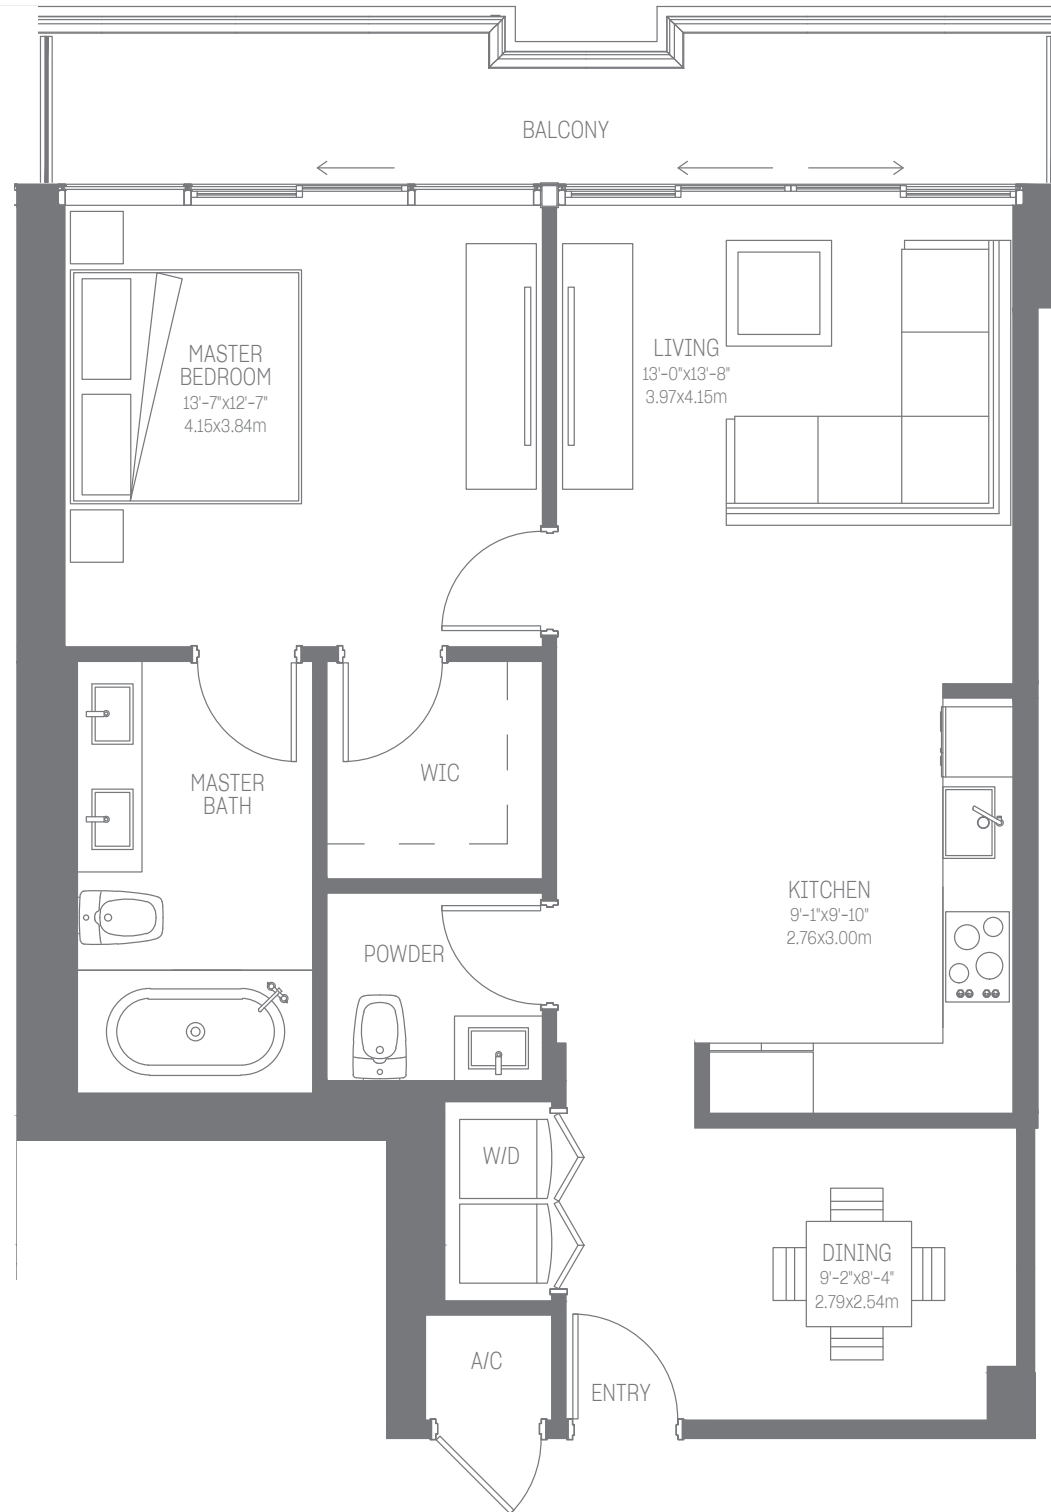 BALCONY
MASTER
BEDROOM
13'-7"x12'-7"
4.15x3.84m
LIVING
13'-0"x13'-8"
3.97x4.15m
MASTER
BATH
WIC
KITCHEN
9'-1"x9'-10"
2.76x3.00m
POWDER
W/D
DINING
9'-2"x8'-4"
2.79x2.54m
A/C
ENTRY